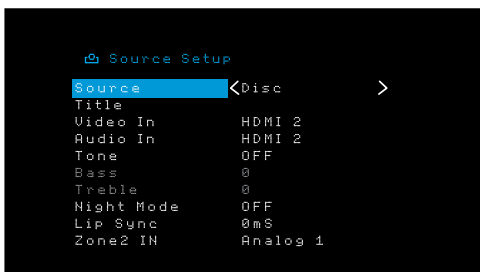 Source Setup
Source Disc
Title
Video In HDMI 2
Audio In HDMI 2
Tone OFF
Bass 0
Treble 0
Night Mode OFF
Lip Sync 0mS
Zone2 IN Analog 1